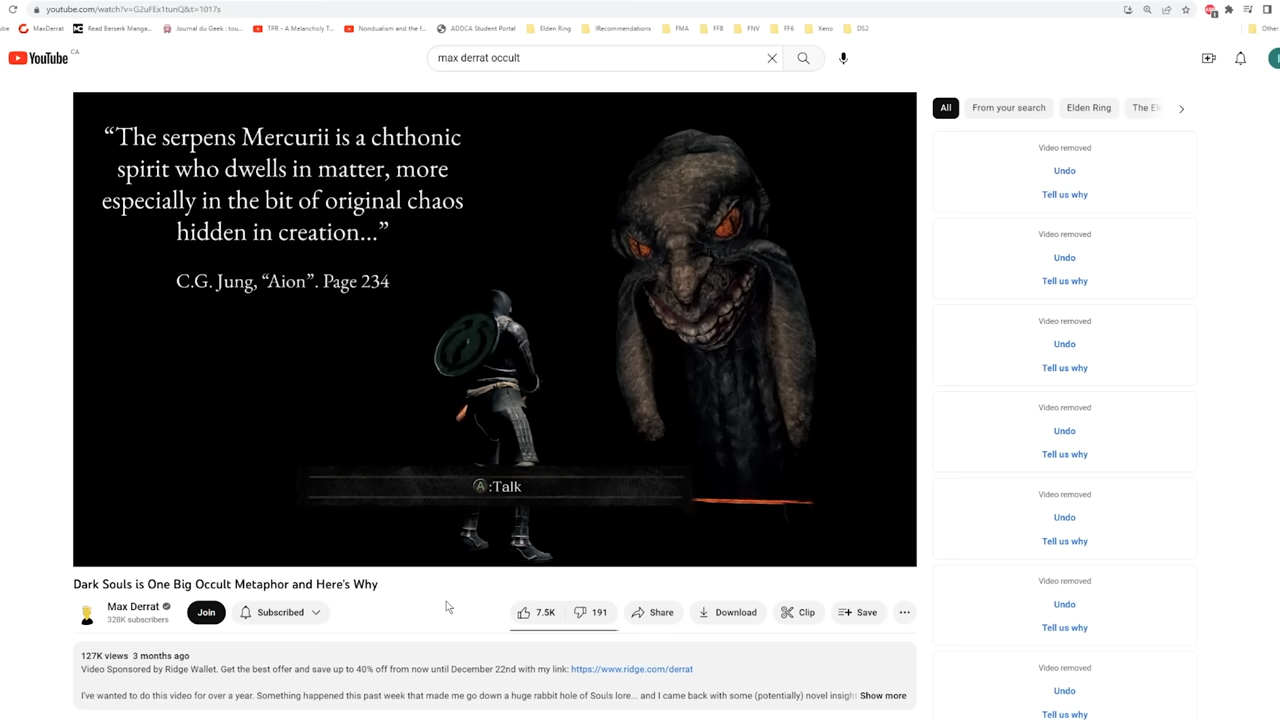 youtube.com/watch?v=G2uFEx1tunQ&t=1017s
MaxDerrat
Read Berserk Manga...
Journal du Geek : tou...
TPR - A Melancholy T...
Nondualism and the f...
ADDCA Student Portal
Elden Ring
!Recommendations
FMA
FF8
FNV
FF6
Xeno
DS2
Other
YouTube CA
max derrat occult
“The serpens Mercurii is a chthonic
spirit who dwells in matter, more
especially in the bit of original chaos
hidden in creation...”
C.G. Jung, “Aion”. Page 234
A:Talk
All
From your search
Elden Ring
Video removed
Undo
Tell us why
Video removed
Undo
Tell us why
Video removed
Undo
Tell us why
Video removed
Undo
Tell us why
Video removed
Undo
Tell us why
Video removed
Undo
Tell us why
Video removed
Undo
Tell us why
Dark Souls is One Big Occult Metaphor and Here's Why
Max Derrat
328K subscribers
Join
Subscribed
7.5K
191
Share
Download
Clip
Save
127K views 3 months ago
Video Sponsored by Ridge Wallet. Get the best offer and save up to 40% off from now until December 22nd with my link: https://www.ridge.com/derrat
I've wanted to do this video for over a year. Something happened this past week that made me go down a huge rabbit hole of Souls lore... and I came back with some (potentially) novel insight Show more